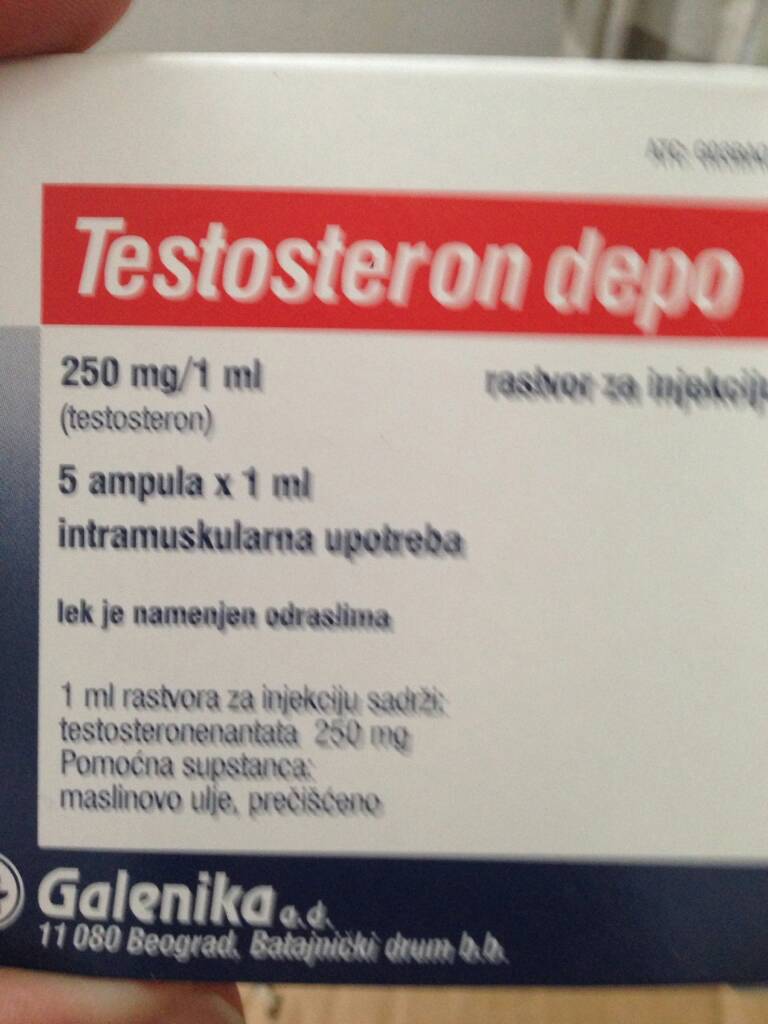 Testosteron depo
250 mg/1 ml
rastvor za injekciju
(testosteron)
5 ampula x 1 ml
intramuskularna upotreba
lek je namenjen odraslima
1 ml rastvora za injekciju sadrži:
testosteronenantata 250 mg
Pomoćna supstanca:
maslinovo ulje, prečišćeno
Galenika a.d.
11 080 Beograd, Batajnički drum b.b.